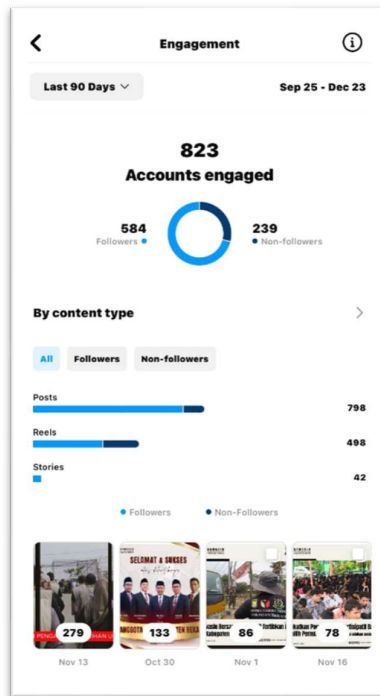 Engagement
Last 90 Days
Sep 25 - Dec 23
823
Accounts engaged
584
Followers
239
Non-followers
By content type
All
Followers
Non-followers
Posts
798
Reels
498
Stories
42
Followers
Non-Followers
279
SELAMAT & SUKSES
133
86
78
Nov 13
Oct 30
Nov 1
Nov 16